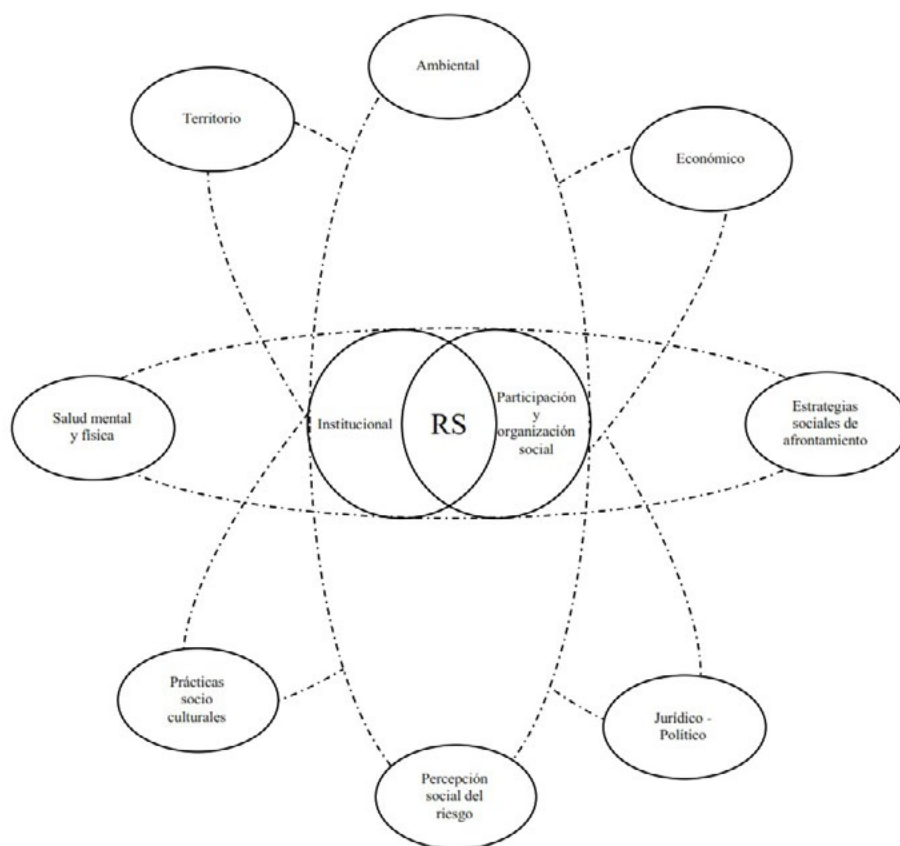 Ambiental
Territorio
Económico
Salud mental
y física
Institucional
RS
Participación
y
organización
social
Estrategias
sociales de
afrontamiento
Prácticas
socio
culturales
Jurídico -
Político
Percepción
social del
riesgo